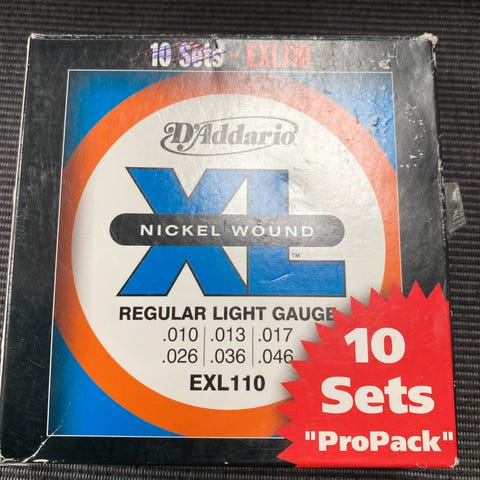 10 Sets - EXL110
D'Addario
XL
NICKEL WOUND
TM
REGULAR LIGHT GAUGE
.010 .013 .017
.026 .036 .046
EXL110
10
Sets
"ProPack"